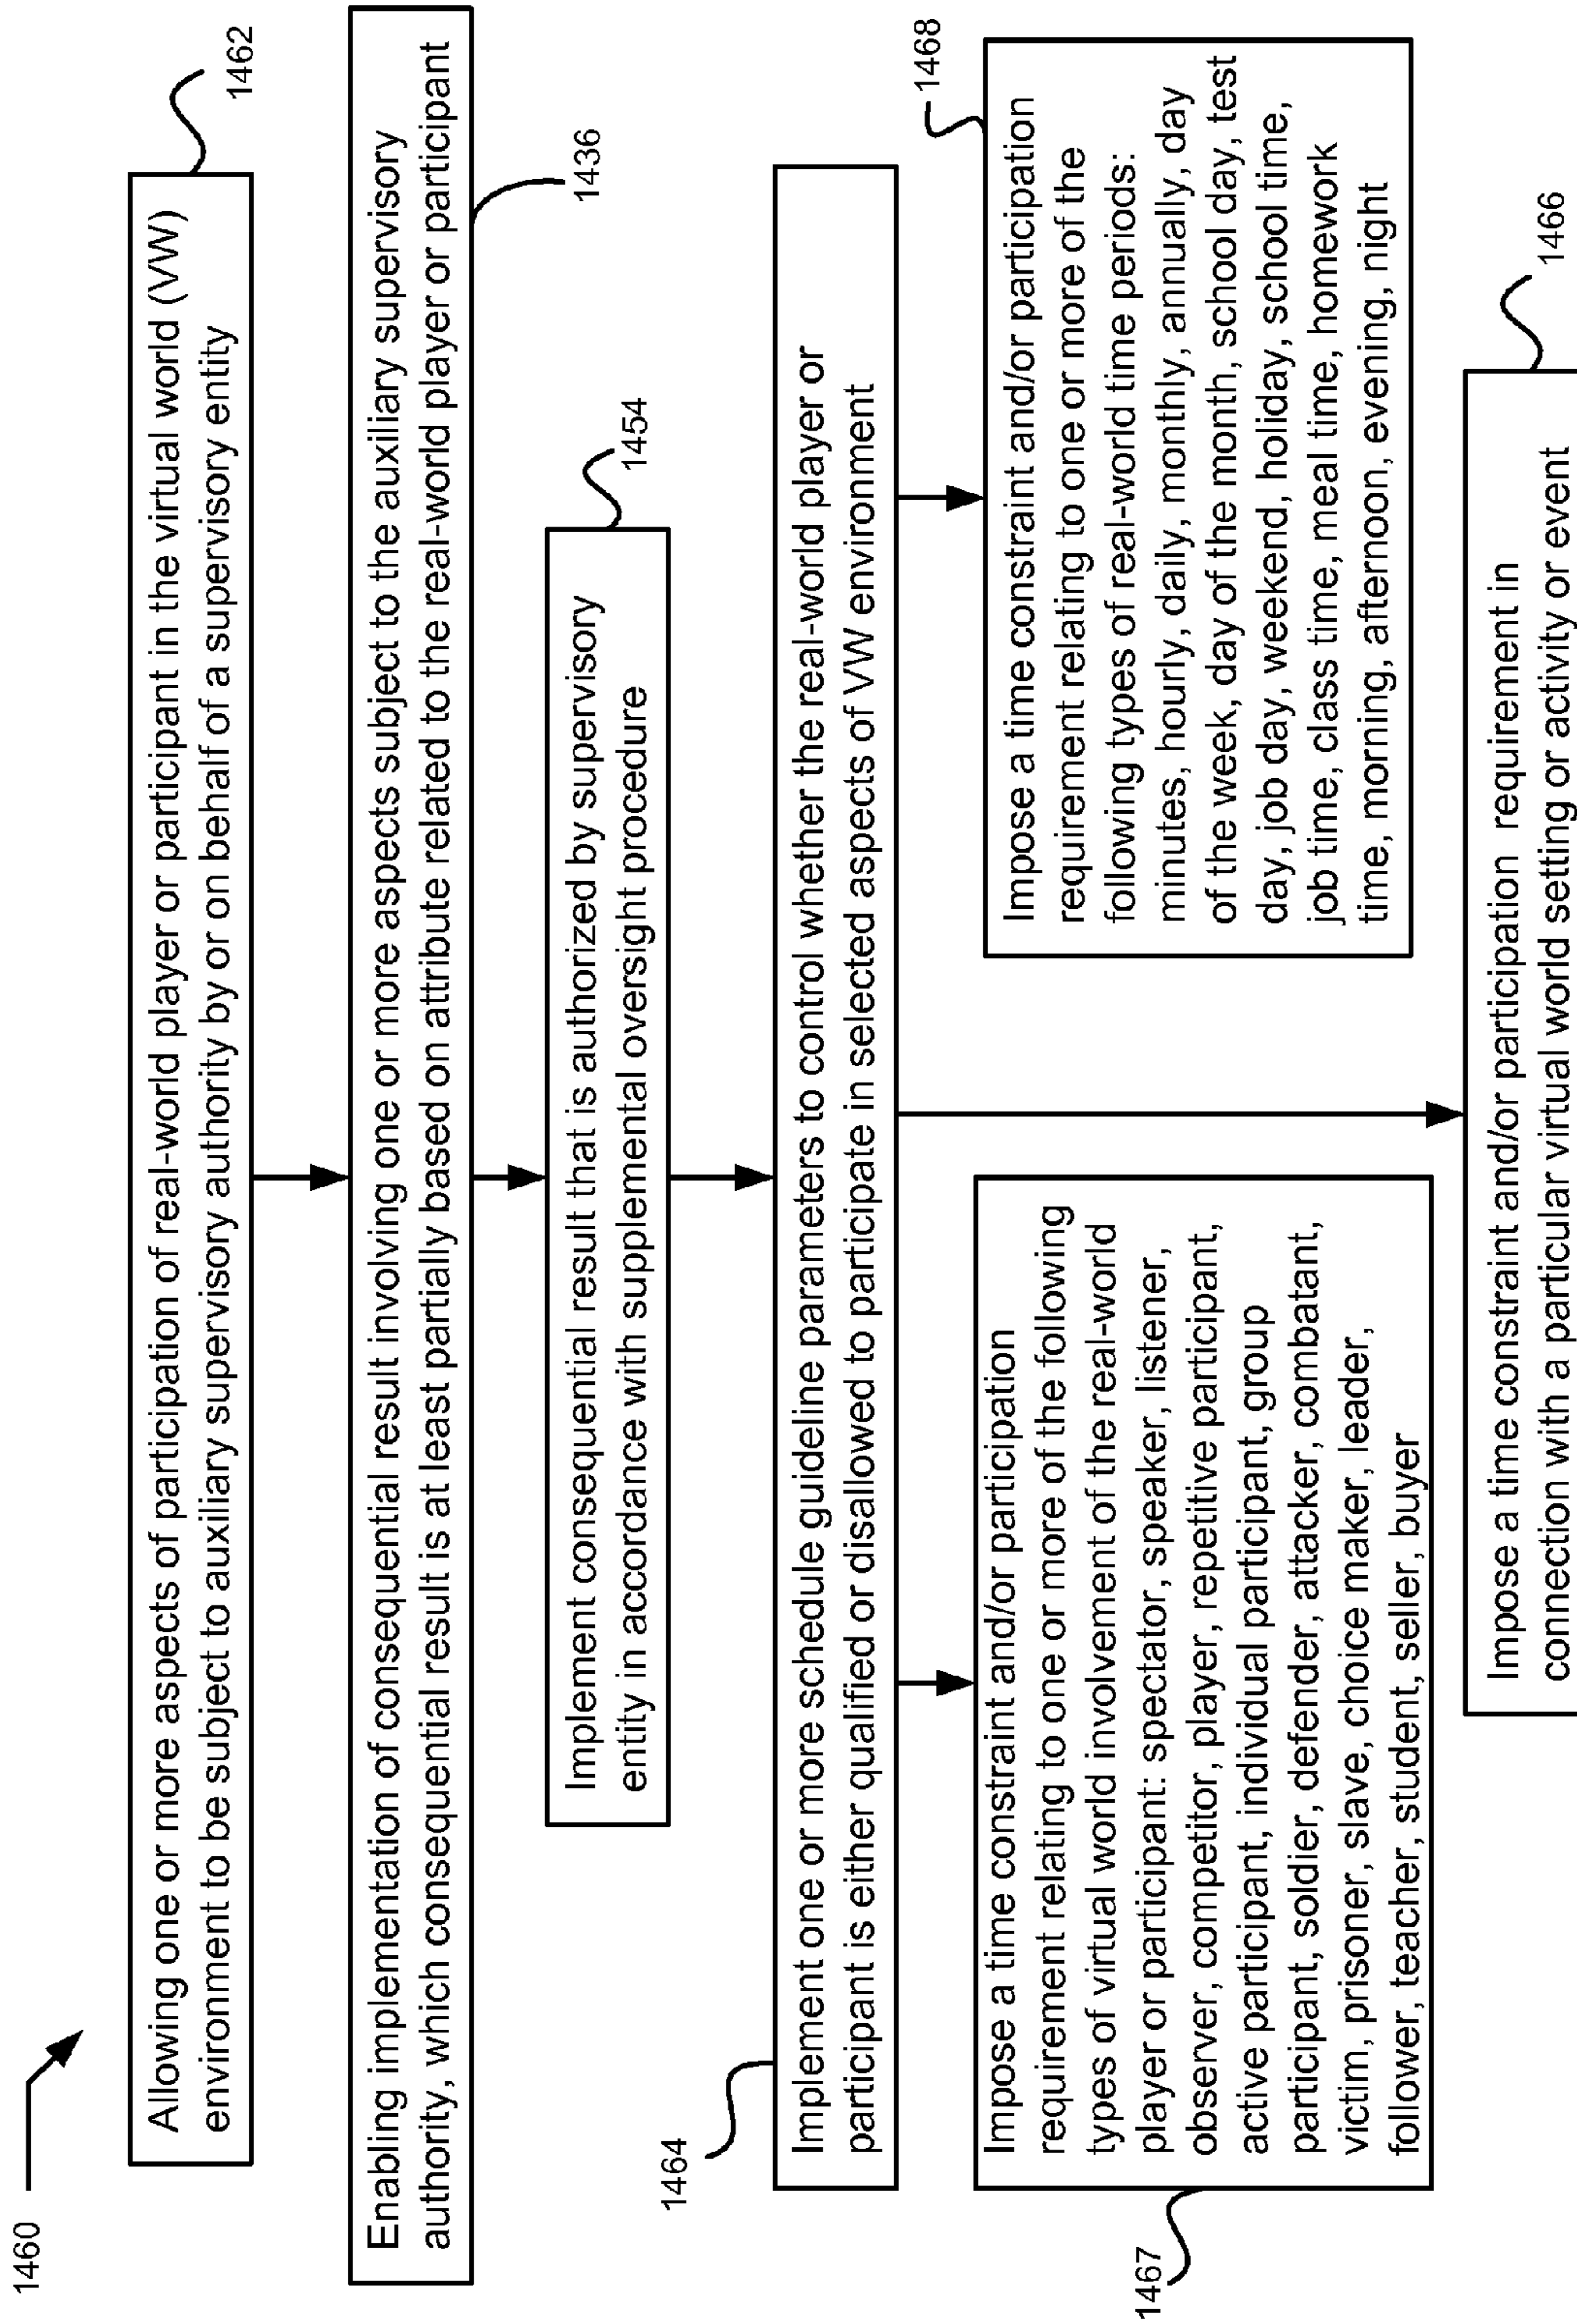 1460
Allowing one or more aspects of participation of real-world player or participant in the virtual world (VW)
environment to be subject to auxiliary supervisory authority by or on behalf of a supervisory entity
1462
Enabling implementation of consequential result involving one or more aspects subject to the auxiliary supervisory
authority, which consequential result is at least partially based on attribute related to the real-world player or participant
1436
Implement consequential result that is authorized by supervisory
entity in accordance with supplemental oversight procedure
1454
1464
Implement one or more schedule guideline parameters to control whether the real-world player or
participant is either qualified or disallowed to participate in selected aspects of VW environment
1467
Impose a time constraint and/or participation
requirement relating to one or more of the following
types of virtual world involvement of the real-world
player or participant: spectator, speaker, listener,
observer, competitor, player, repetitive participant,
active participant, individual participant, group
participant, soldier, defender, attacker, combatant,
victim, prisoner, slave, choice maker, leader,
follower, teacher, student, seller, buyer
1468
Impose a time constraint and/or participation
requirement relating to one or more of the
following types of real-world time periods:
minutes, hourly, daily, monthly, annually, day
of the week, day of the month, school day, test
day, job day, weekend, holiday, school time,
job time, class time, meal time, homework
time, morning, afternoon, evening, night
1466
Impose a time constraint and/or participation requirement in
connection with a particular virtual world setting or activity or event